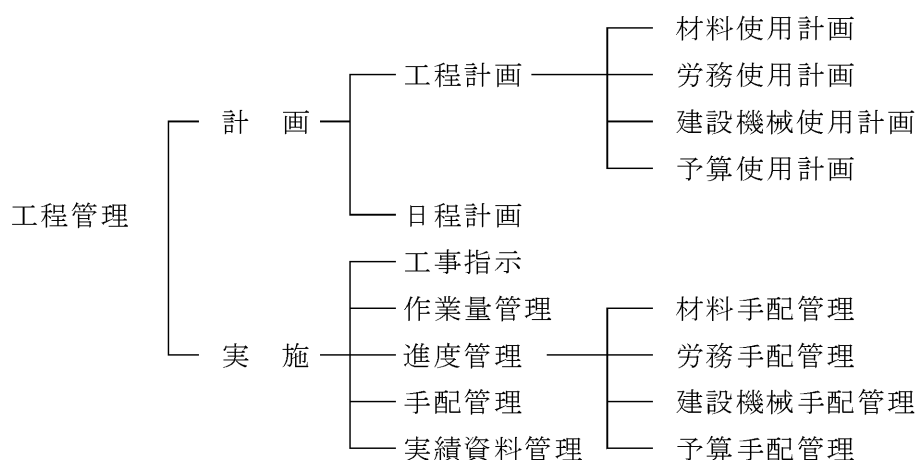 工程管理
計　画
工程計画
材料使用計画
労務使用計画
建設機械使用計画
予算使用計画
日程計画
実　施
工事指示
作業量管理
進度管理
手配管理
実績資料管理
材料手配管理
労務手配管理
建設機械手配管理
予算手配管理